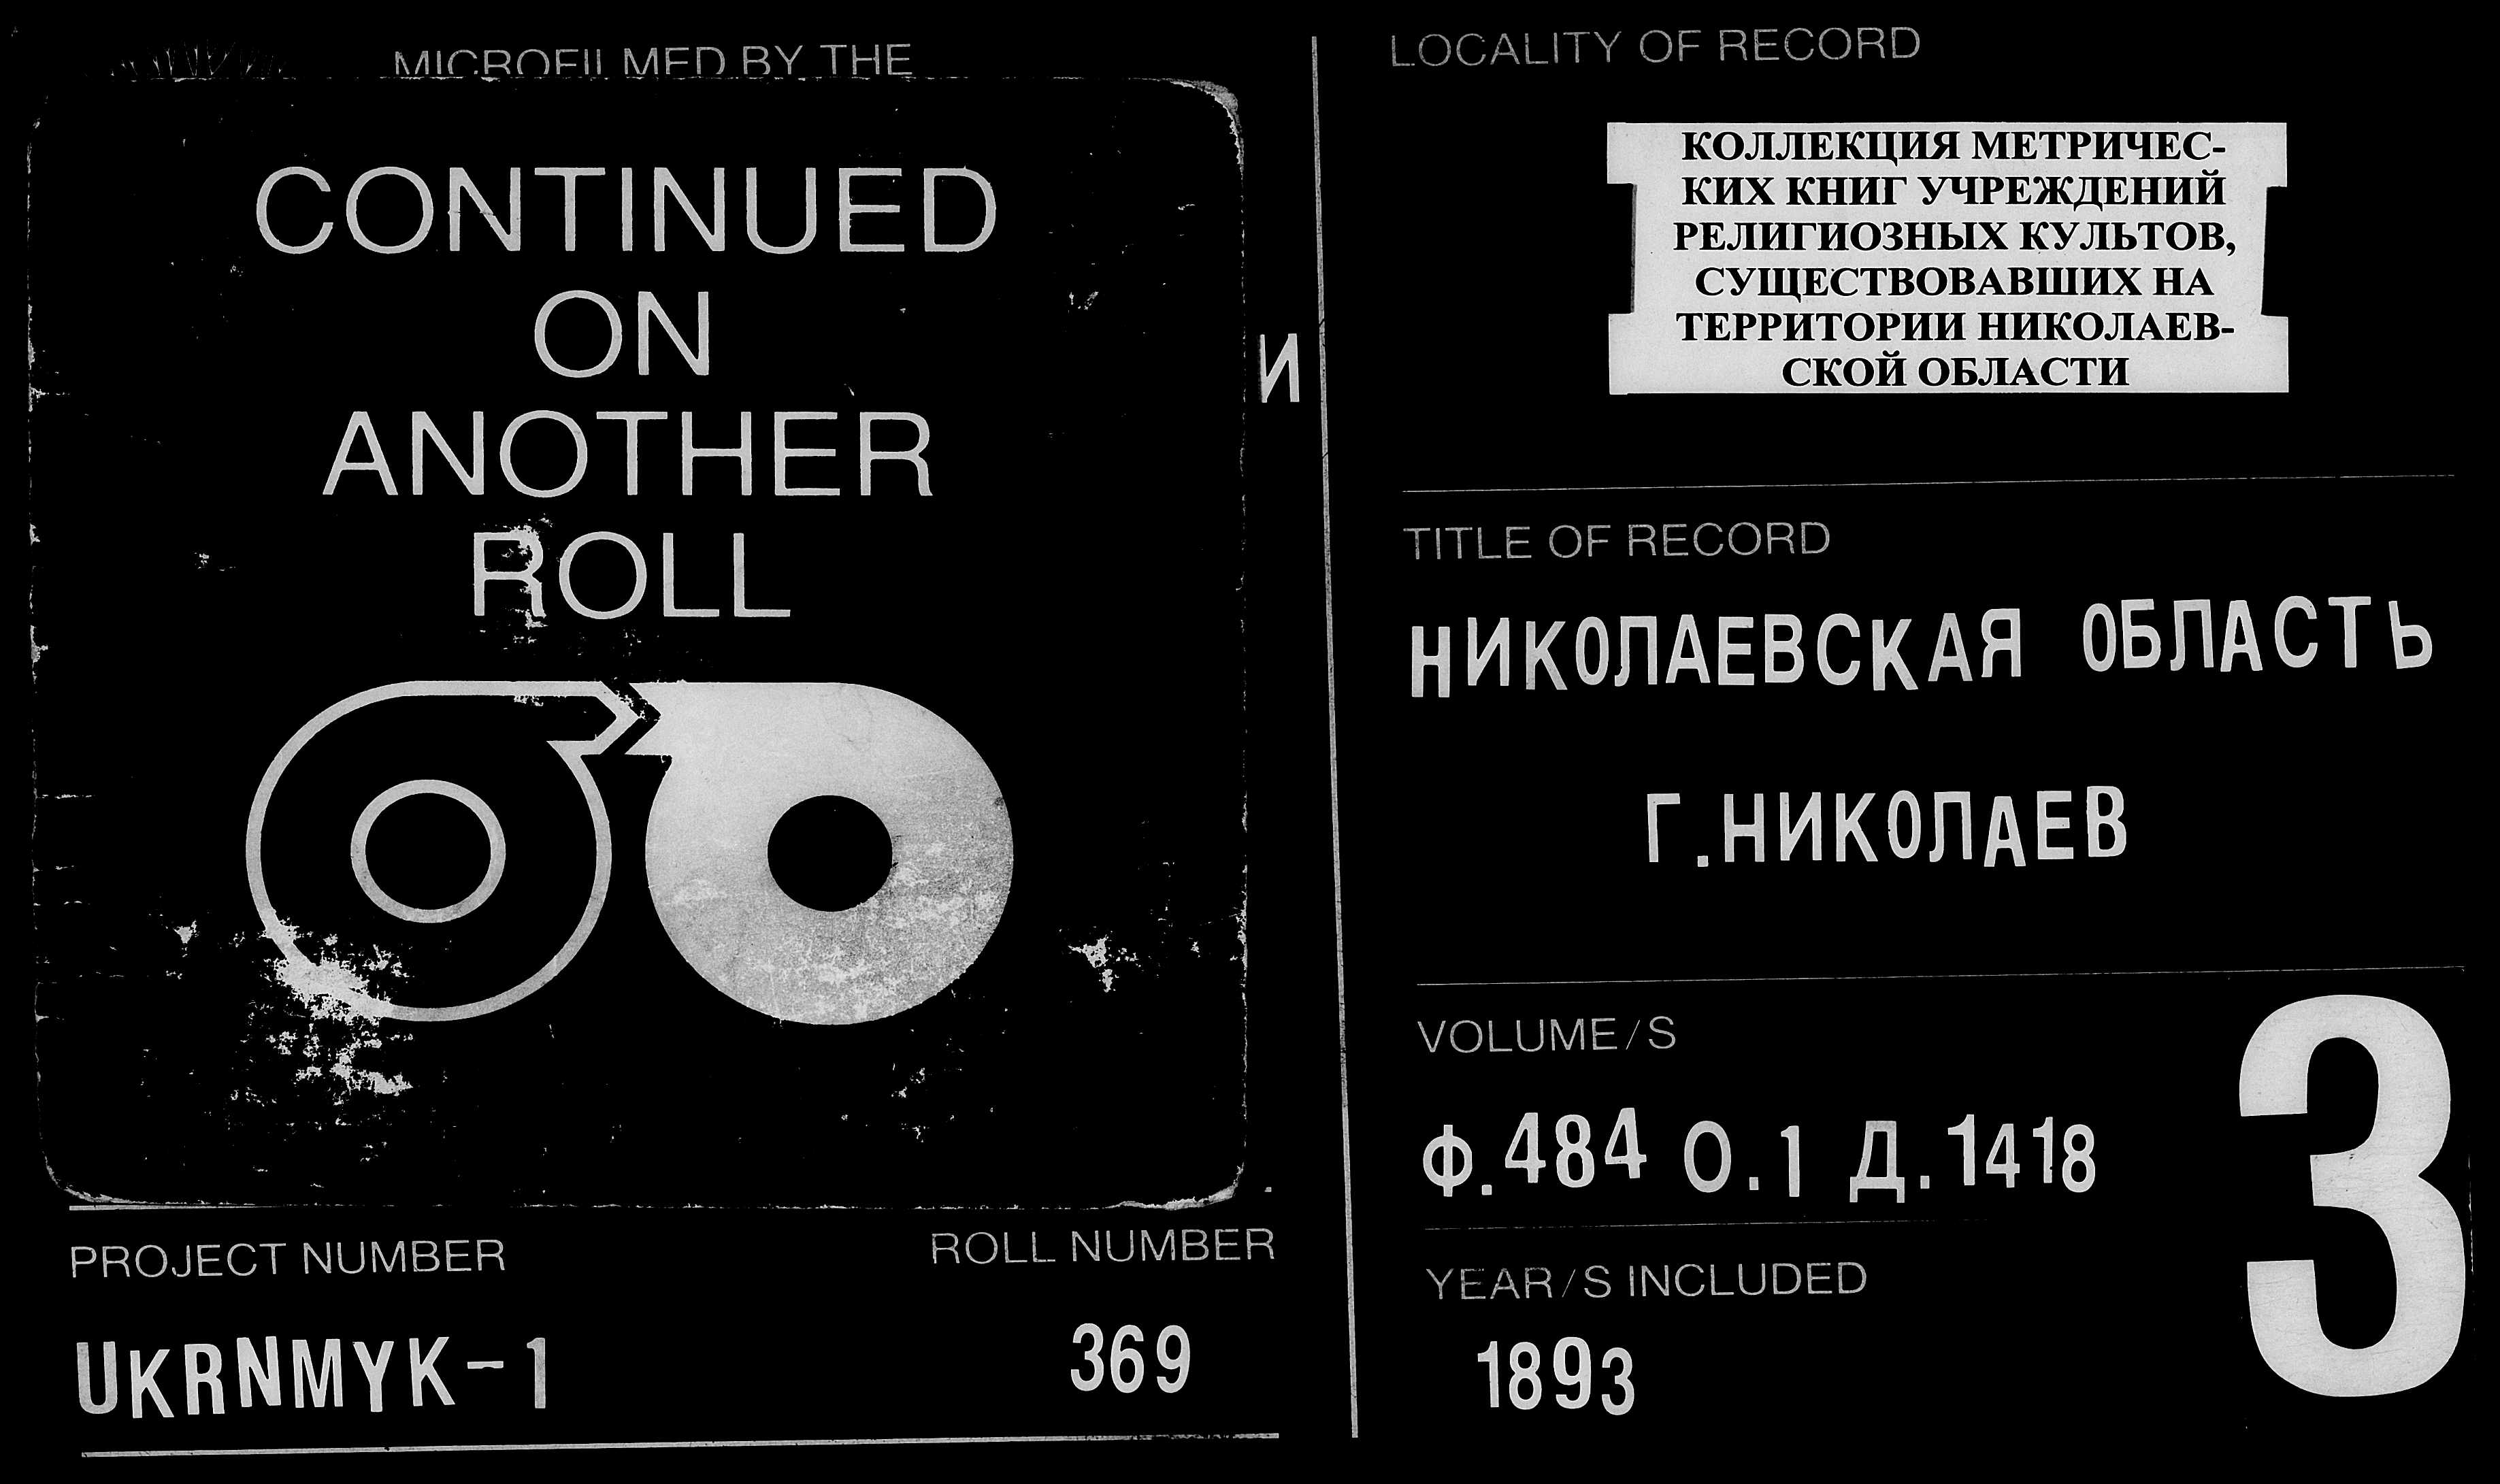 MICROFILMED BY THE
CONTINUED
ON
ANOTHER
ROLL
И
PROJECT NUMBER
ROLL NUMBER
UKRNMYK-1
369
LOCALITY OF RECORD
КОЛЛЕКЦИЯ МЕТРИЧЕС-
КИХ КНИГ УЧРЕЖДЕНИЙ
РЕЛИГИОЗНЫХ КУЛЬТОВ,
СУЩЕСТВОВАВШИХ НА
ТЕРРИТОРИИ НИКОЛАЕВ-
СКОЙ ОБЛАСТИ
TITLE OF RECORD
НИКОЛАЕВСКАЯ ОБЛАСТЬ
Г.НИКОЛАЕВ
VOLUME/S
Ф.484 О.1 Д.1418
3
YEAR/S INCLUDED
1893